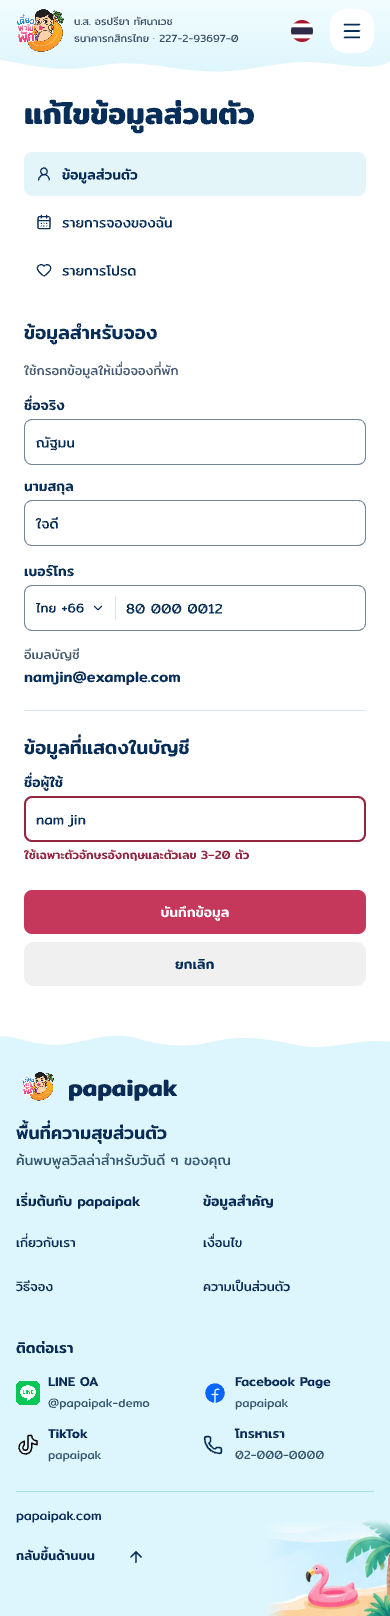 น.ส. อรปรียา ทัศนาเวช
ธนาคารกสิกรไทย · 227-2-93697-0
แก้ไขข้อมูลส่วนตัว
ข้อมูลส่วนตัว
รายการจองของฉัน
รายการโปรด
ข้อมูลสำหรับจอง
ใช้กรอกข้อมูลให้เมื่อจองที่พัก
ชื่อจริง
ณัฐมน
นามสกุล
ใจดี
เบอร์โทร
ไทย +66 80 000 0012
อีเมลบัญชี
namjin@example.com
ข้อมูลที่แสดงในบัญชี
ชื่อผู้ใช้
nam jin
ใช้เฉพาะตัวอักษรอังกฤษและตัวเลข 3–20 ตัว
บันทึกข้อมูล
ยกเลิก
papaipak
พื้นที่ความสุขส่วนตัว
ค้นพบพูลวิลล่าสำหรับวันดี ๆ ของคุณ
เริ่มต้นกับ papaipak
ข้อมูลสำคัญ
เกี่ยวกับเรา
เงื่อนไข
วิธีจอง
ความเป็นส่วนตัว
ติดต่อเรา
LINE OA
@papaipak-demo
Facebook Page
papaipak
TikTok
papaipak
โทรหาเรา
02-000-0000
papaipak.com
กลับขึ้นด้านบน